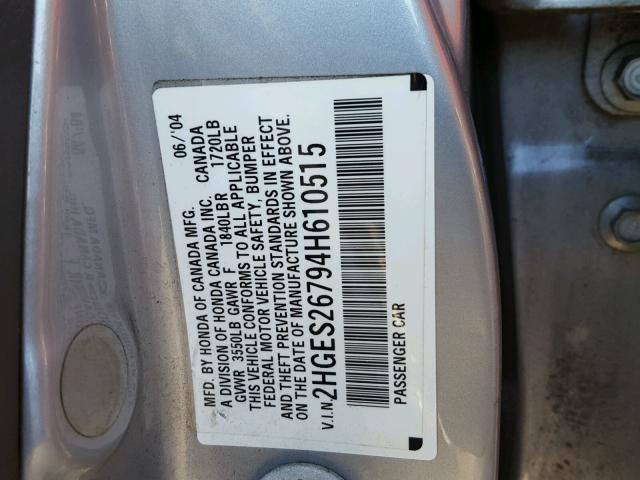 MFD. BY HONDA OF CANADA MFG. 06/'04
A DIVISION OF HONDA CANADA INC. CANADA
GVWR 3550LB GAWR F 1840LBR 1720LB
THIS VEHICLE CONFORMS TO ALL APPLICABLE
FEDERAL MOTOR VEHICLE SAFETY, BUMPER
AND THEFT PREVENTION STANDARDS IN EFFECT
ON THE DATE OF MANUFACTURE SHOWN ABOVE.
V.I.N. 2HGES26794H610515
PASSENGER CAR